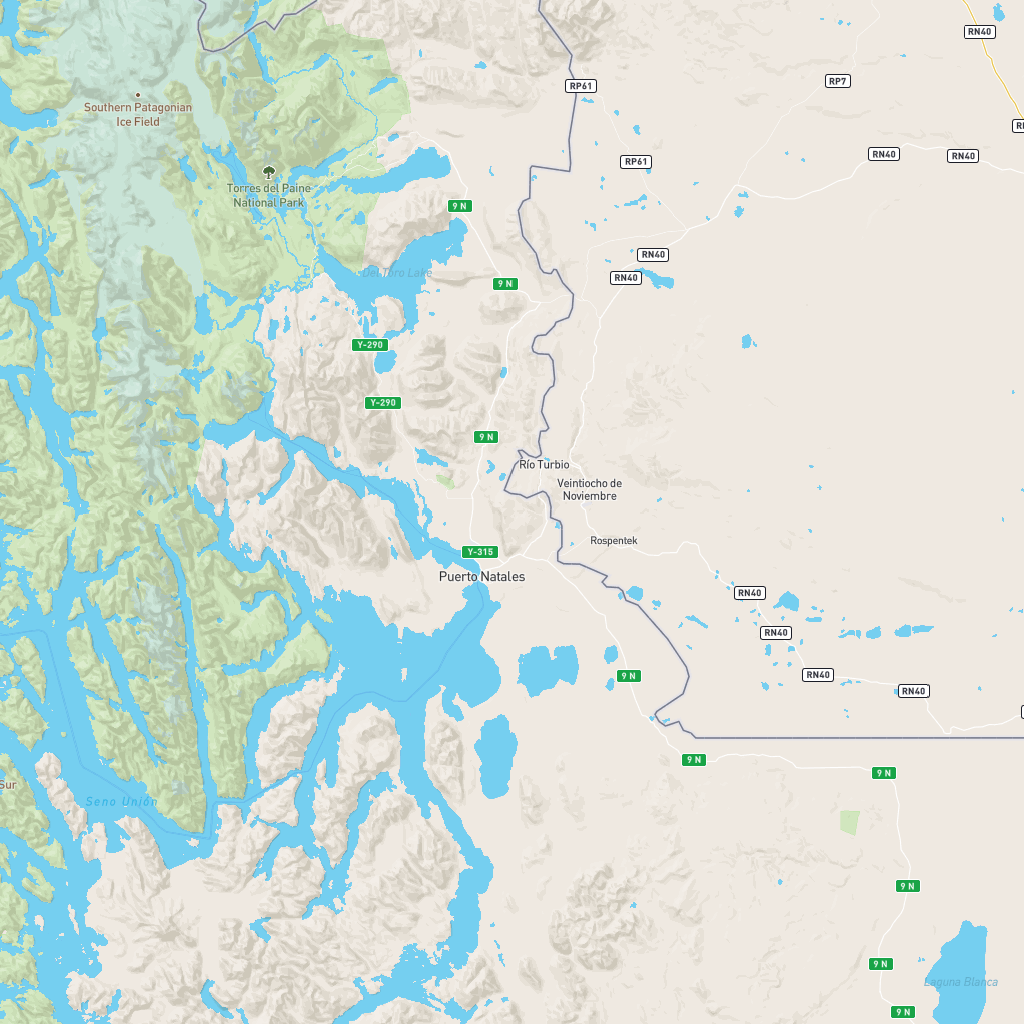 RN40
RP7
RP61
Southern Patagonian
Ice Field
RN40
RN40
RP61
Torres del Paine
National Park
9 N
RN40
Del Toro Lake
RN40
9 N
Y-290
Y-290
9 N
Río Turbio
Veintiocho de
Noviembre
Rospentek
Y-315
Puerto Natales
RN40
RN40
9 N
RN40
RN40
9 N
9 N
Sur
Seno Unión
9 N
9 N
Laguna Blanca
9 N